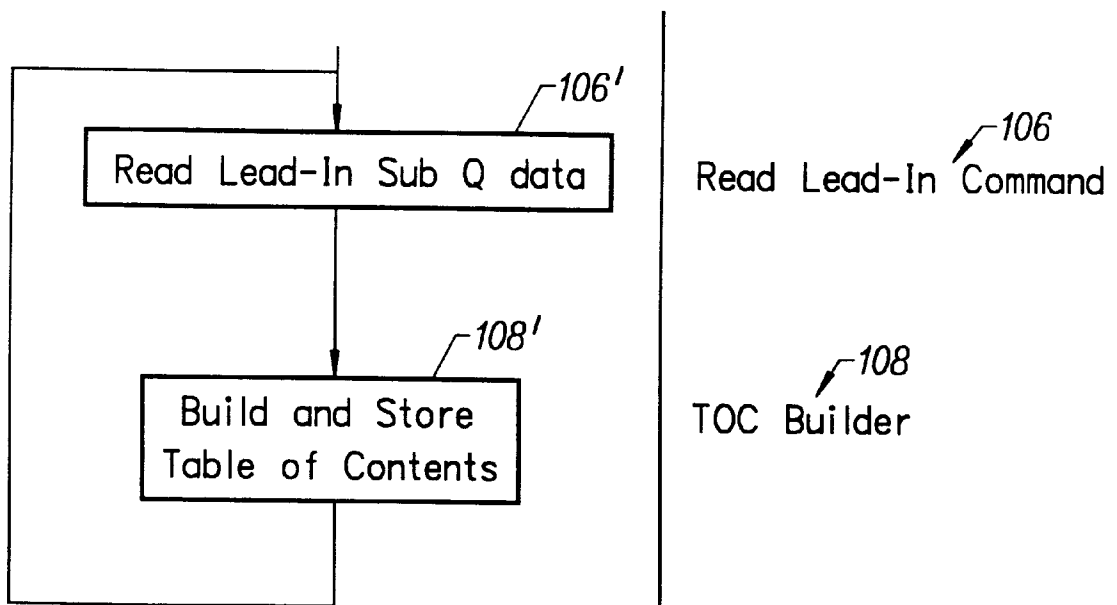 106'
Read Lead-In Sub Q data
106
Read Lead-In Command
108'
Build and Store
Table of Contents
108
TOC Builder